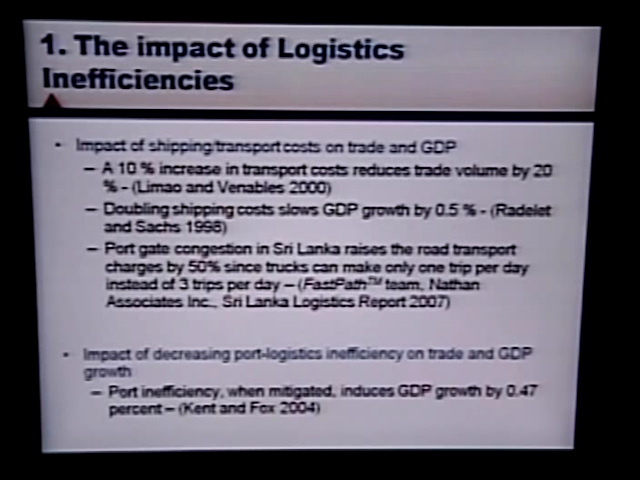 1. The impact of Logistics
Inefficiencies
• Impact of shipping/transport costs on trade and GDP
– A 10 % increase in transport costs reduces trade volume by 20
% - (Limao and Venables 2000)
– Doubling shipping costs slows GDP growth by 0.5 % - (Radelet
and Sachs 1998)
– Port gate congestion in Sri Lanka raises the road transport
charges by 50% since trucks can make only one trip per day
instead of 3 trips per day – (FastPath™ team, Nathan
Associates Inc., Sri Lanka Logistics Report 2007)
• Impact of decreasing port-logistics inefficiency on trade and GDP
growth
– Port inefficiency, when mitigated, induces GDP growth by 0.47
percent – (Kent and Fox 2004)